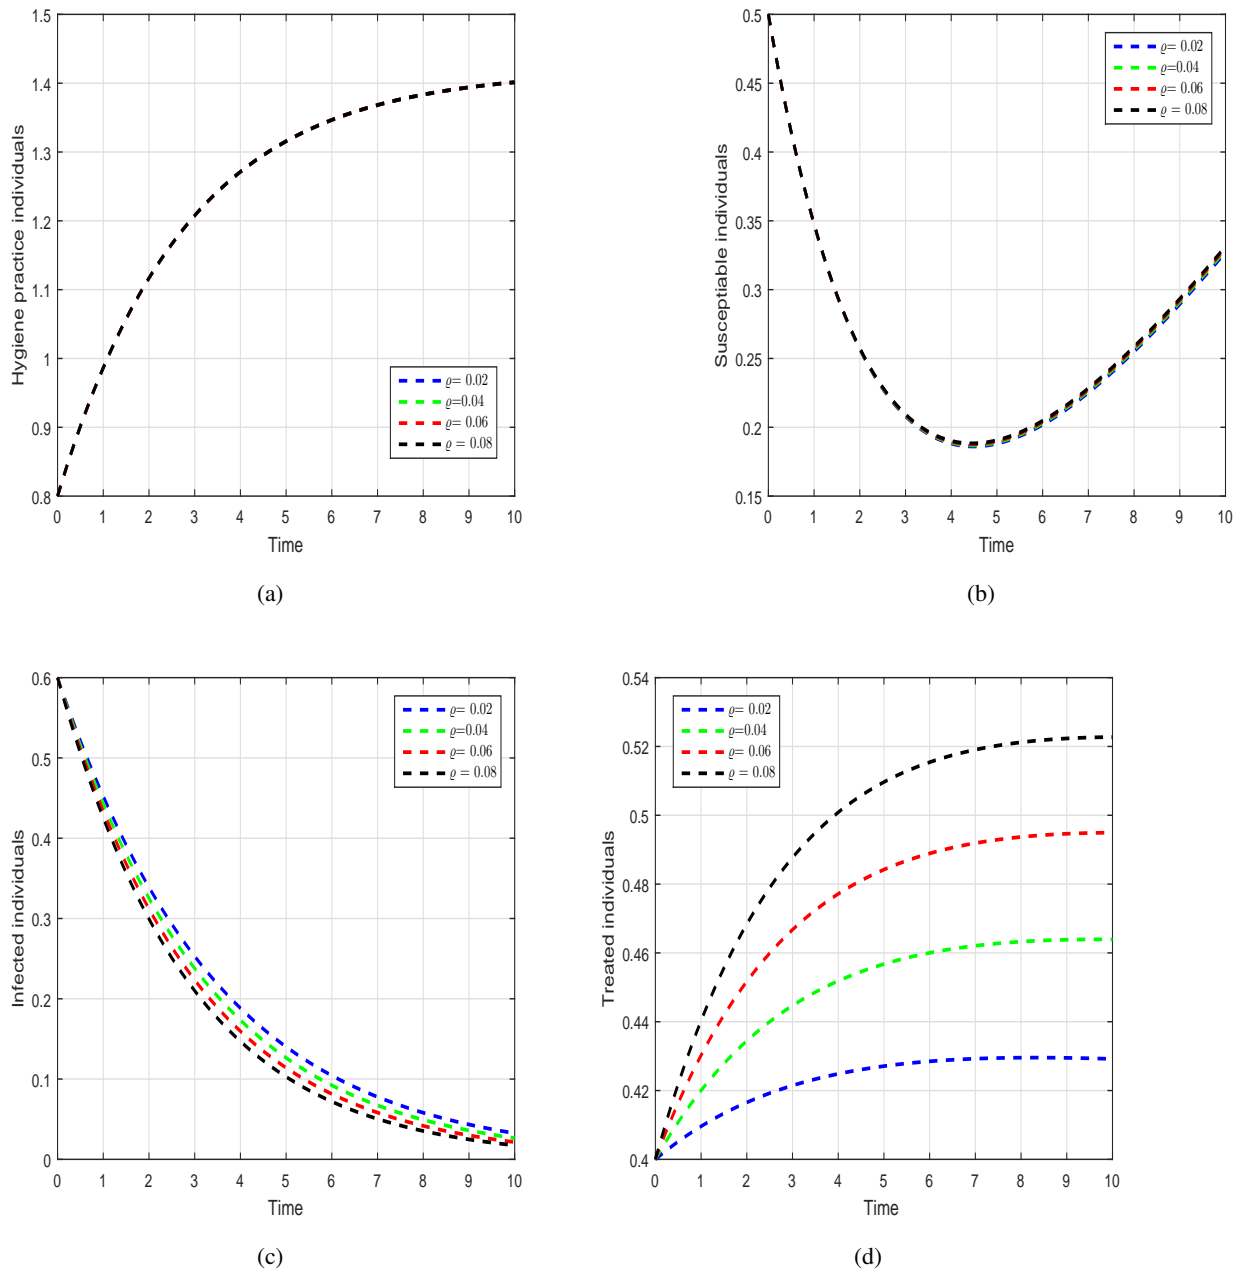 Hygiene practice individuals
1.5
1.4
1.3
1.2
1.1
1
0.9
0.8
ϱ= 0.02
ϱ=0.04
ϱ= 0.06
ϱ = 0.08
0 1 2 3 4 5 6 7 8 9 10
Time
(a)
Susceptiable individuals
0.5
0.45
0.4
0.35
0.3
0.25
0.2
0.15
ϱ= 0.02
ϱ=0.04
ϱ= 0.06
ϱ = 0.08
0 1 2 3 4 5 6 7 8 9 10
Time
(b)
Infected individuals
0.6
0.5
0.4
0.3
0.2
0.1
0
ϱ= 0.02
ϱ=0.04
ϱ= 0.06
ϱ = 0.08
0 1 2 3 4 5 6 7 8 9 10
Time
(c)
Treated individuals
0.54
0.52
0.5
0.48
0.46
0.44
0.42
0.4
ϱ= 0.02
ϱ=0.04
ϱ= 0.06
ϱ = 0.08
0 1 2 3 4 5 6 7 8 9 10
Time
(d)